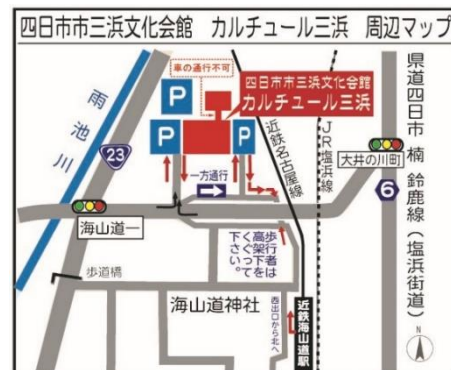 四日市市三浜文化会館 カルチュール三浜 周辺マップ
車の通行不可
P
四日市市三浜文化会館
カルチュール三浜
P
P
雨池川
23
一方通行
近鉄名古屋線
JR塩浜線
大井の川町
6
県道四日市 楠 鈴鹿線(塩浜街道)
海山道一
歩行者は
高架下を
くぐって
下さい。
歩道橋
海山道神社
西出口から北へ
近鉄海山道駅
N